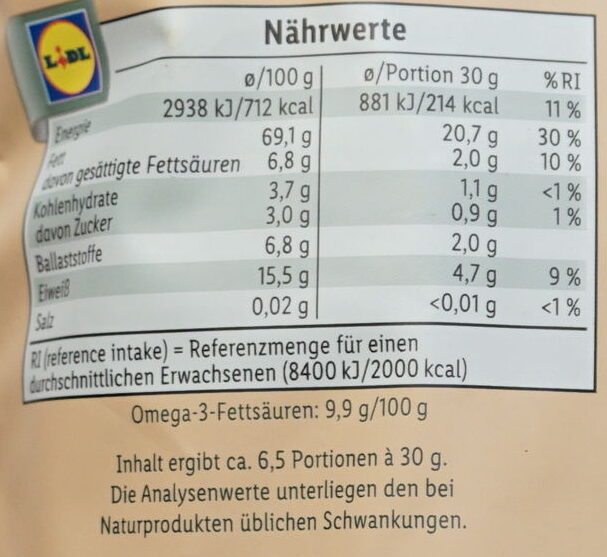 LIDL
Nährwerte
ø/100 g ø/Portion 30 g % RI
Energie 2938 kJ/712 kcal 881 kJ/214 kcal 11 %
Fett 69,1 g 20,7 g 30 %
davon gesättigte Fettsäuren 6,8 g 2,0 g 10 %
Kohlenhydrate 3,7 g 1,1 g <1 %
davon Zucker 3,0 g 0,9 g 1 %
Ballaststoffe 6,8 g 2,0 g
Eiweiß 15,5 g 4,7 g 9 %
Salz 0,02 g <0,01 g <1 %
RI (reference intake) = Referenzmenge für einen
durchschnittlichen Erwachsenen (8400 kJ/2000 kcal)
Omega-3-Fettsäuren: 9,9 g/100 g
Inhalt ergibt ca. 6,5 Portionen à 30 g.
Die Analysenwerte unterliegen den bei
Naturprodukten üblichen Schwankungen.